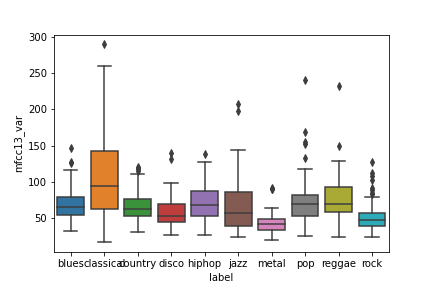 300
250
200
150
100
50
mfcc13_var
blues classical country disco hiphop jazz metal pop reggae rock
label